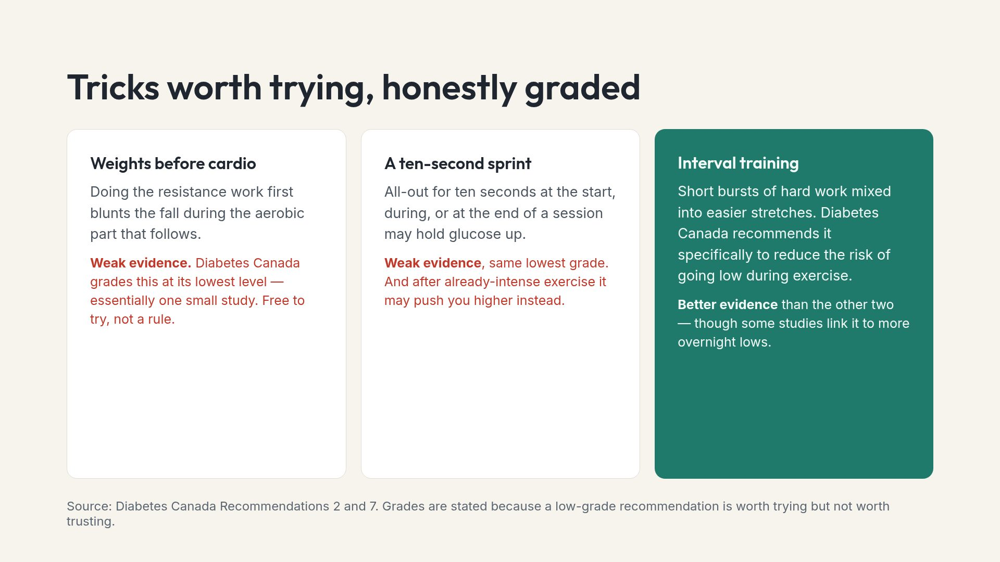 Tricks worth trying, honestly graded
Weights before cardio
Doing the resistance work first
blunts the fall during the aerobic
part that follows.
Weak evidence. Diabetes Canada
grades this at its lowest level —
essentially one small study. Free to
try, not a rule.
A ten-second sprint
All-out for ten seconds at the start,
during, or at the end of a session
may hold glucose up.
Weak evidence, same lowest grade.
And after already-intense exercise it
may push you higher instead.
Interval training
Short bursts of hard work mixed
into easier stretches. Diabetes
Canada recommends it
specifically to reduce the risk of
going low during exercise.
Better evidence than the other two
— though some studies link it to more
overnight lows.
Source: Diabetes Canada Recommendations 2 and 7. Grades are stated because a low-grade recommendation is worth trying but not worth
trusting.